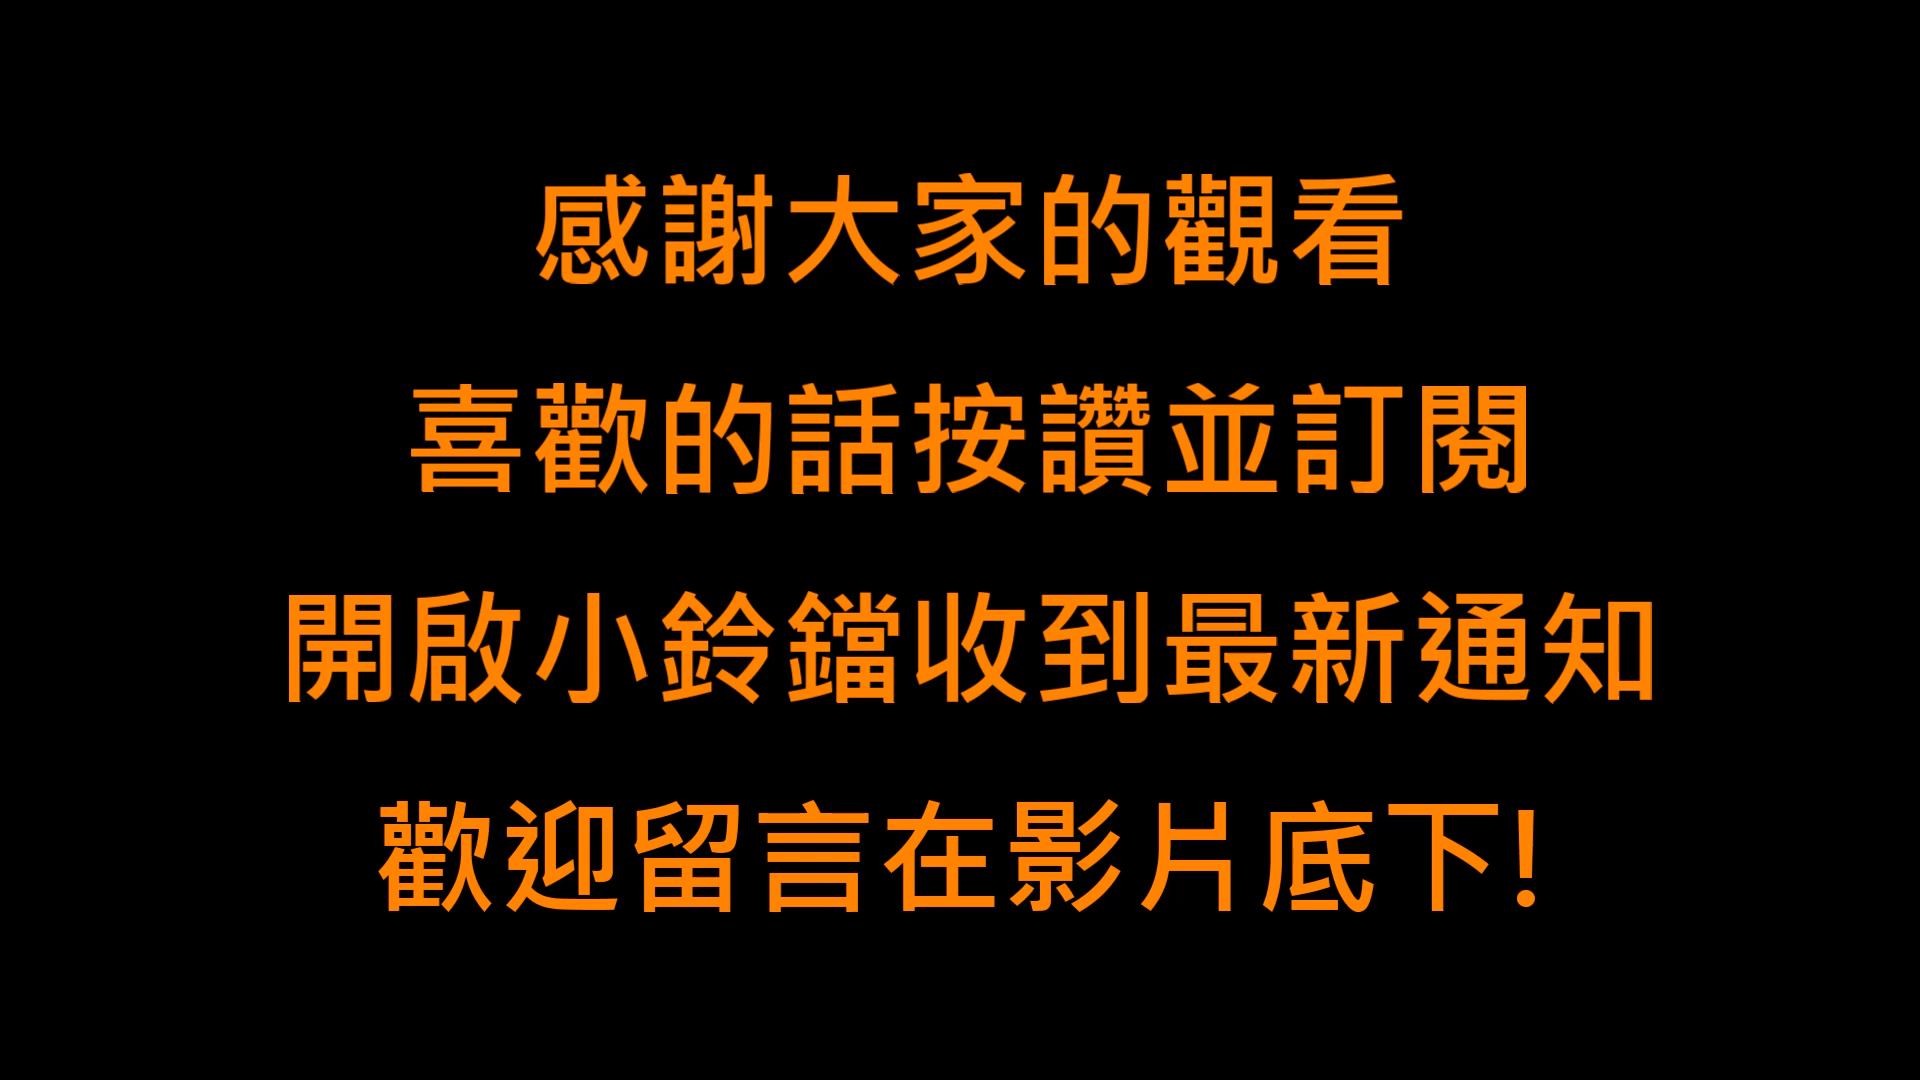 感謝大家的觀看
喜歡的話按讚並訂閱
開啟小鈴鐺收到最新通知
歡迎留言在影片底下!